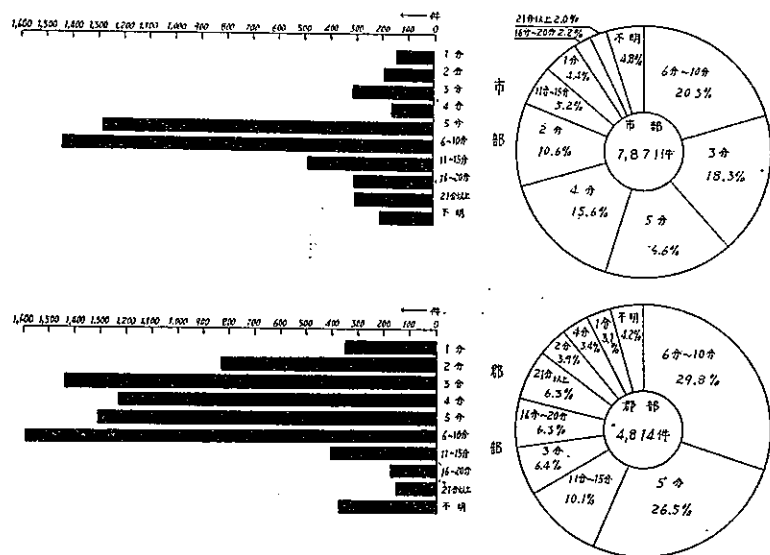 ←件
1,600 1,500 1,400 1,300 1,200 1,100 1,000 900 800 700 600 500 400 300 200 100 0
1分
2分
3分
4分
5分
6~10分
11~15分
16~20分
21分以上
不明
市部
21分以上 2.0%
16分~20分 2.2%
1分
4.4%
11分~15分
5.2%
2分
10.6%
4分
15.6%
5分
不明
4.8%
6分~10分
20.3%
3分
18.3%
市部
7,871件
←件
1,600 1,500 1,400 1,300 1,200 1,100 1,000 900 800 700 600 500 400 300 200 100 0
1分
2分
3分
4分
5分
6~10分
11~15分
16~20分
21分以上
不明
郡部
不明
4.2%
1分
3.1%
4分
3.4%
2分
3.9%
21分以上
6.3%
16分~20分
6.3%
3分
6.4%
11分~15分
10.1%
5分
26.5%
6分~10分
29.8%
郡部
4,814件